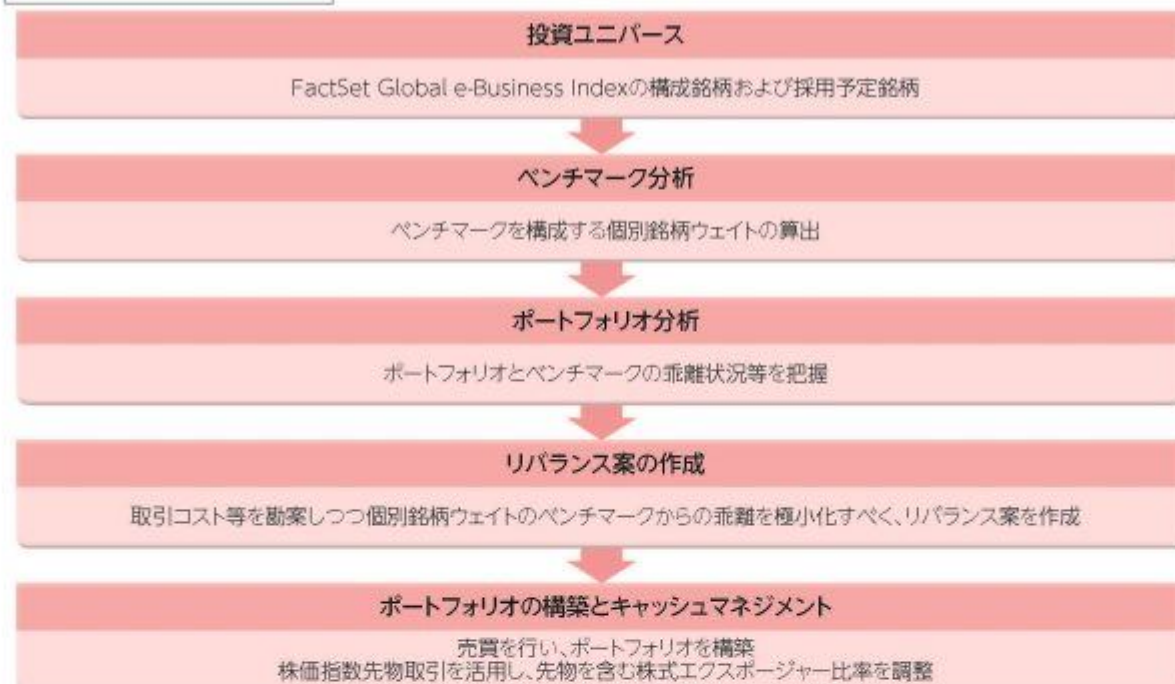 投資ユニバース
FactSet Global e-Business Indexの構成銘柄および採用予定銘柄
ベンチマーク分析
ベンチマークを構成する個別銘柄ウェイトの算出
ポートフォリオ分析
ポートフォリオとベンチマークの乖離状況等を把握
リバランス案の作成
取引コスト等を勘案しつつ個別銘柄ウェイトのベンチマークからの乖離を極小化すべく、リバランス案を作成
ポートフォリオの構築とキャッシュマネジメント
売買を行い、ポートフォリオを構築
株価指数先物取引を活用し、先物を含む株式エクスポージャー比率を調整